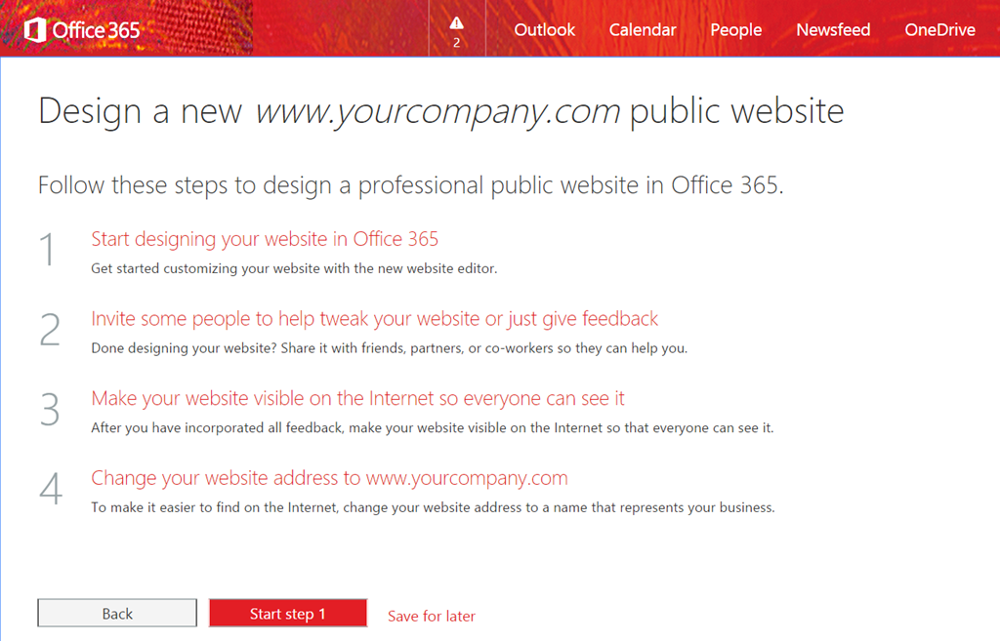 Office 365
2
Outlook
Calendar
People
Newsfeed
OneDrive
Design a new www.yourcompany.com public website
Follow these steps to design a professional public website in Office 365.
1
Start designing your website in Office 365
Get started customizing your website with the new website editor.
2
Invite some people to help tweak your website or just give feedback
Done designing your website? Share it with friends, partners, or co-workers so they can help you.
3
Make your website visible on the Internet so everyone can see it
After you have incorporated all feedback, make your website visible on the Internet so that everyone can see it.
4
Change your website address to www.yourcompany.com
To make it easier to find on the Internet, change your website address to a name that represents your business.
Back
Start step 1
Save for later